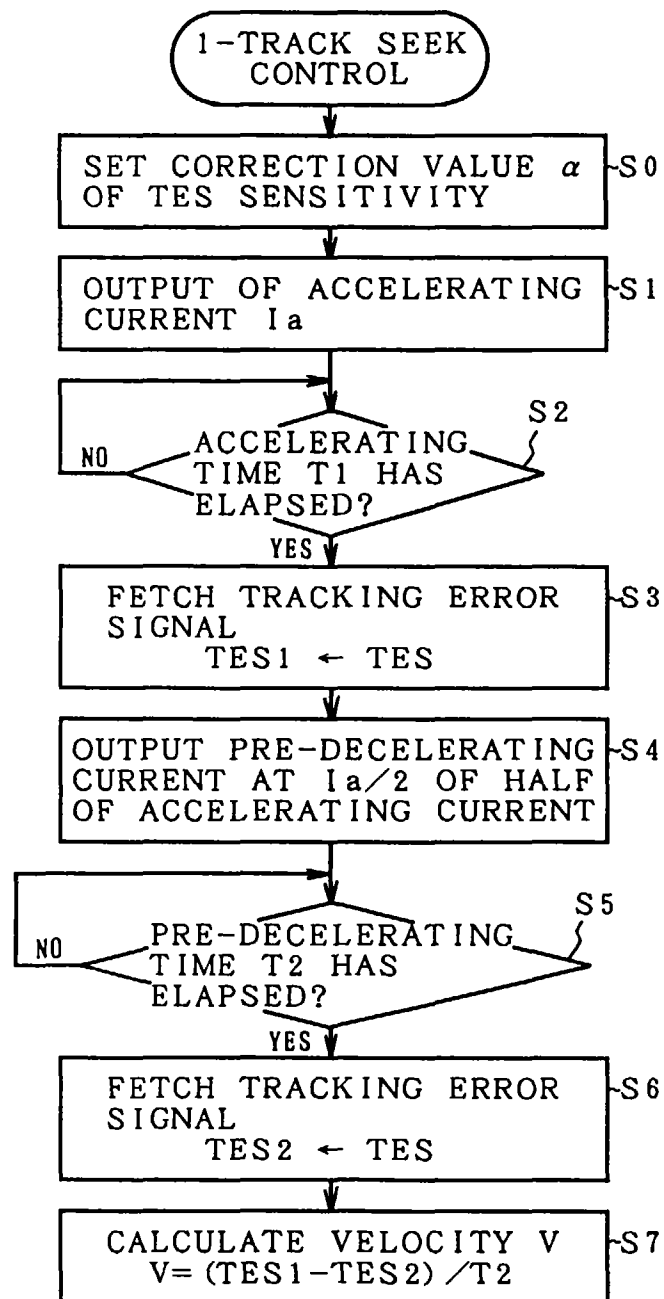 1-TRACK SEEK
CONTROL
SET CORRECTION VALUE α
OF TES SENSITIVITY
S0
OUTPUT OF ACCELERATING
CURRENT Ia
S1
ACCELERATING
TIME T1 HAS
ELAPSED?
S2
NO
YES
FETCH TRACKING ERROR
SIGNAL
TES1 ← TES
S3
OUTPUT PRE-DECELERATING
CURRENT AT Ia/2 OF HALF
OF ACCELERATING CURRENT
S4
PRE-DECELERATING
TIME T2 HAS
ELAPSED?
S5
NO
YES
FETCH TRACKING ERROR
SIGNAL
TES2 ← TES
S6
CALCULATE VELOCITY V
V=(TES1-TES2)/T2
S7